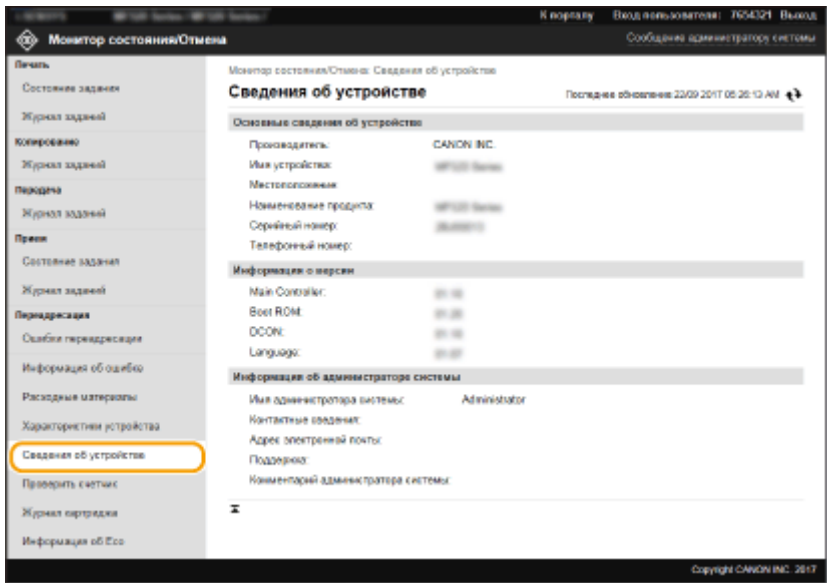 К порталу Вход пользователя: 7654321 Выход
Монитор состояния/Отмена Сообщение администратору системы
Печать
Состояние задания
Журнал заданий
Копирование
Журнал заданий
Передача
Журнал заданий
Прием
Состояние задания
Журнал заданий
Переадресация
Ошибки переадресации
Информация об ошибке
Расходные материалы
Характеристики устройства
Сведения об устройстве
Проверить счетчик
Журнал картриджа
Информация об Eco
Монитор состояния/Отмена: Сведения об устройстве
Сведения об устройстве Последнее обновление: 22/09 2017 05:26:13 AM
Основные сведения об устройстве
Производитель: CANON INC.
Имя устройства:
Местоположение:
Наименование продукта:
Серийный номер:
Телефонный номер:
Информация о версии
Main Controller:
Boot ROM:
DCON:
Language:
Информация об администраторе системы
Имя администратора системы: Administrator
Контактные сведения:
Адрес электронной почты:
Поддержка:
Комментарий администратора системы:
Copyright CANON INC. 2017